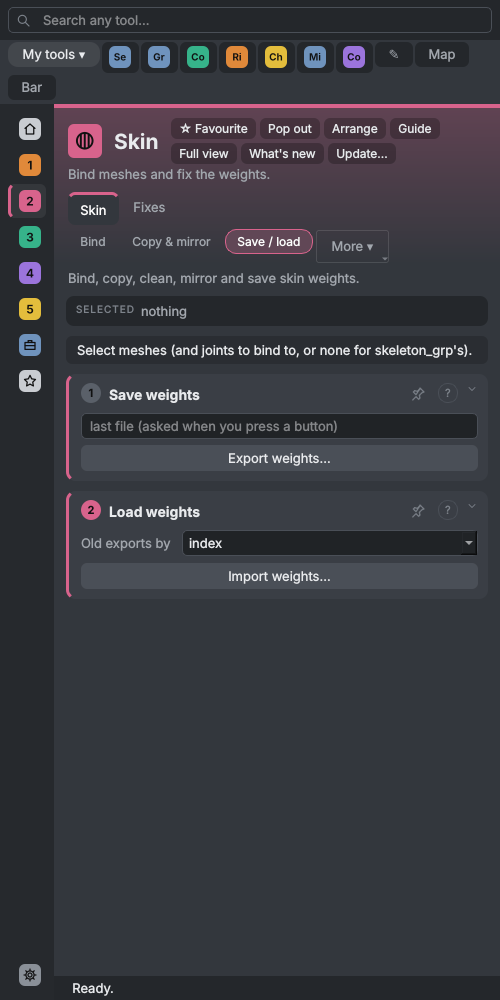 Search any tool...
My tools ▾ Se Gr Co Ri Ch Mi Co ✎ Map
Bar
Skin
☆ Favourite Pop out Arrange Guide
Full view What's new Update...
Bind meshes and fix the weights.
Skin Fixes
Bind Copy & mirror Save / load More ▾
Bind, copy, clean, mirror and save skin weights.
SELECTED nothing
Select meshes (and joints to bind to, or none for skeleton_grp's).
1 Save weights ?
last file (asked when you press a button)
Export weights...
2 Load weights ?
Old exports by index
Import weights...
1
2
3
4
5
Ready.